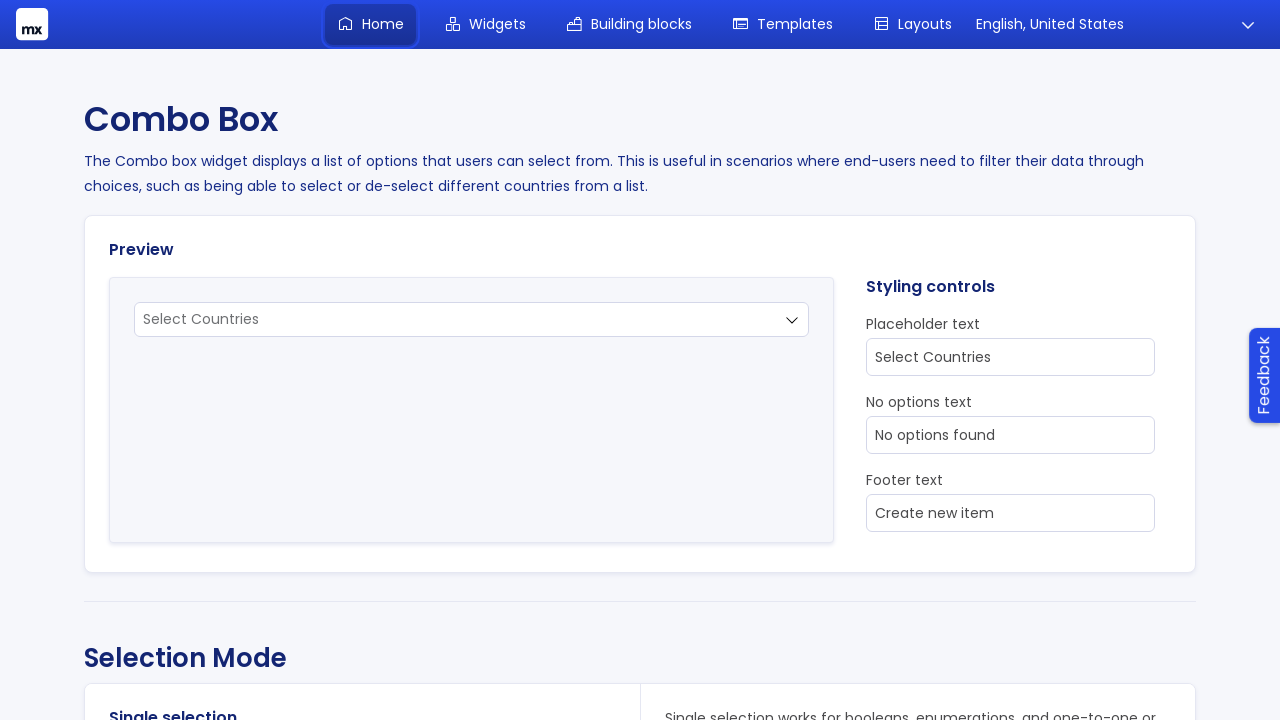 mx
Home
Widgets
Building blocks
Templates
Layouts
English, United States
Combo Box
The Combo box widget displays a list of options that users can select from. This is useful in scenarios where end-users need to filter their data through
choices, such as being able to select or de-select different countries from a list.
Preview
Select Countries
Styling controls
Placeholder text
Select Countries
No options text
No options found
Footer text
Create new item
Feedback
Selection Mode
Single selection
Single selection works for booleans, enumerations, and one-to-one or